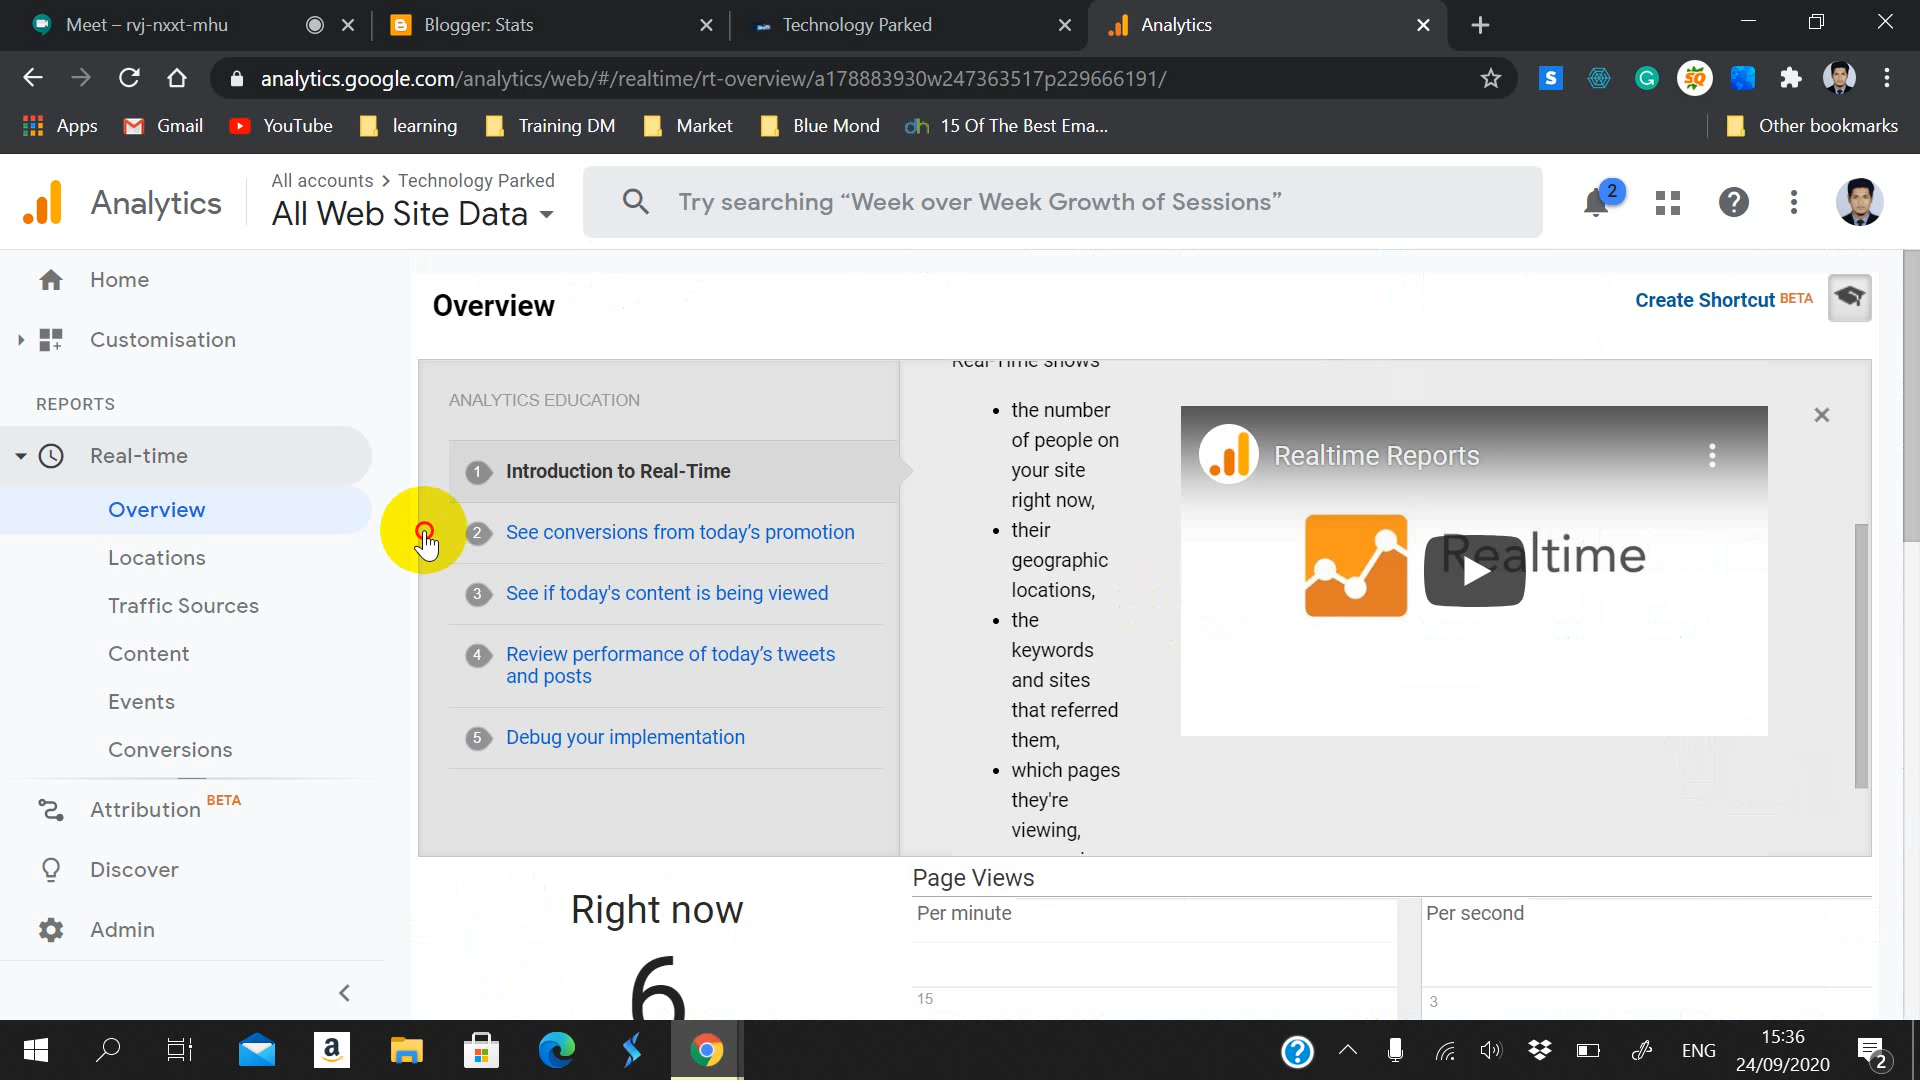 Meet – rvj-nxxt-mhu
Blogger: Stats
Technology Parked
Analytics
analytics.google.com/analytics/web/#/realtime/rt-overview/a178883930w247363517p229666191/
S
G
SQ
Apps
Gmail
YouTube
learning
Training DM
Market
Blue Mond
dh
15 Of The Best Ema...
Other bookmarks
Analytics
All accounts > Technology Parked
All Web Site Data
Try searching “Week over Week Growth of Sessions”
2
Home
Customisation
REPORTS
Real-time
Overview
Locations
Traffic Sources
Content
Events
Conversions
Attribution BETA
Discover
Admin
Overview
Create Shortcut BETA
ANALYTICS EDUCATION
1 Introduction to Real-Time
2 See conversions from today’s promotion
3 See if today's content is being viewed
4 Review performance of today’s tweets
and posts
5 Debug your implementation
Real-Time shows
• the number
of people on
your site
right now,
• their
geographic
locations,
• the
keywords
and sites
that referred
them,
• which pages
they're
viewing,
Realtime Reports
Realtime
Right now
6
Page Views
Per minute
Per second
15
3
a
ENG
15:36
24/09/2020
2